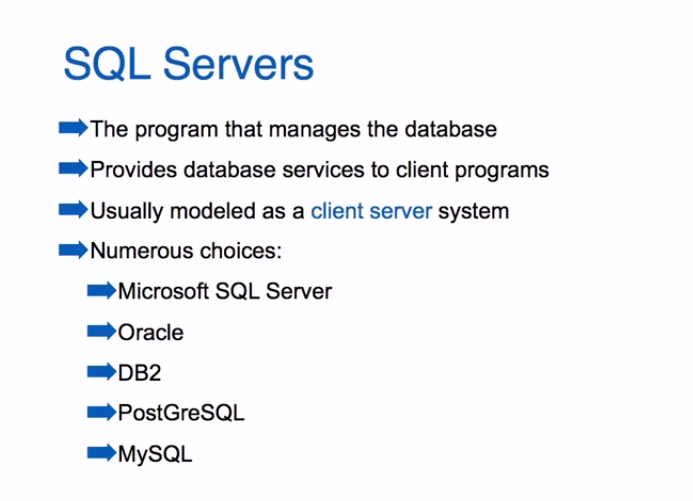 SQL Servers
The program that manages the database
Provides database services to client programs
Usually modeled as a client server system
Numerous choices:
Microsoft SQL Server
Oracle
DB2
PostGreSQL
MySQL